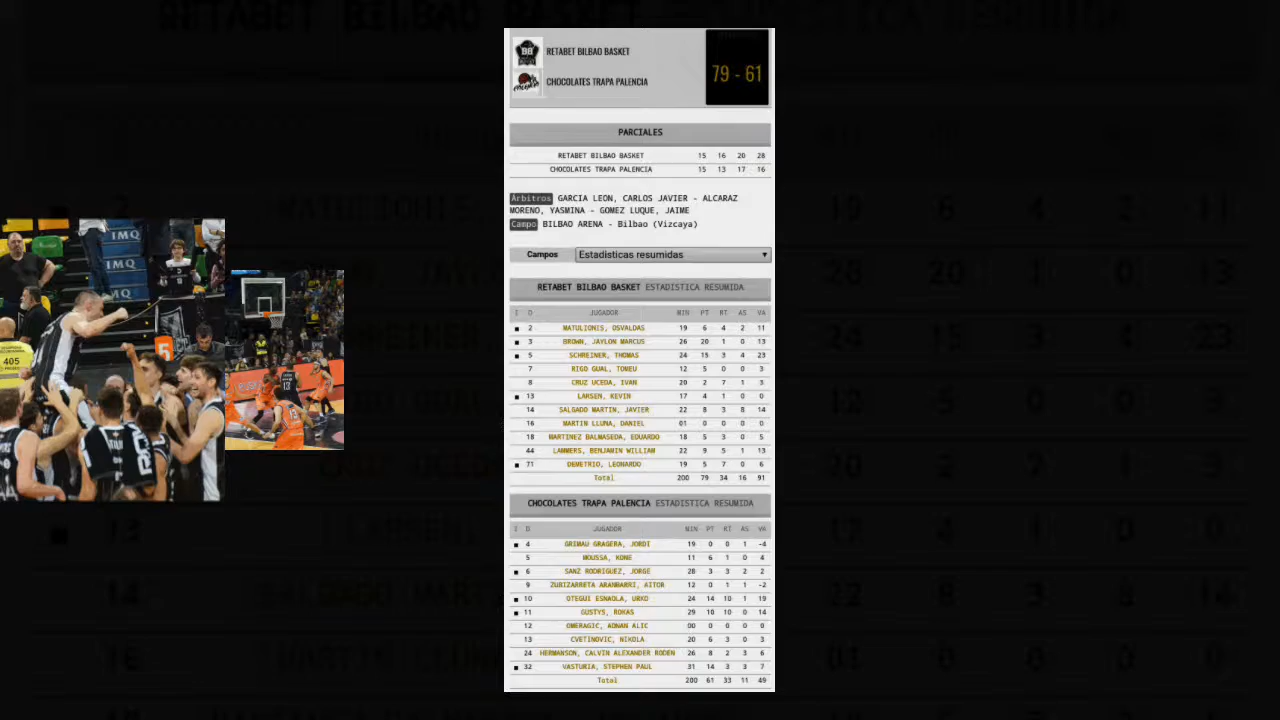 RETABET BILBAO BASKET
79 - 61
CHOCOLATES TRAPA PALENCIA
PARCIALES
RETABET BILBAO BASKET 15 16 20 28
CHOCOLATES TRAPA PALENCIA 15 13 17 16
Arbitros GARCIA LEON, CARLOS JAVIER - ALCARAZ
MORENO, YASMINA - GOMEZ LUQUE, JAIME
Campo BILBAO ARENA - Bilbao (Vizcaya)
Campos Estadisticas resumidas
RETABET BILBAO BASKET ESTADISTICA RESUMIDA
I D JUGADOR MIN PT RT AS VA
2 MATULIONIS, OSVALDAS 19 6 4 2 11
3 BROWN, JAYLON MARCUS 26 20 1 0 13
5 SCHREINER, THOMAS 24 15 3 4 23
7 RIGO GUAL, TOMEU 12 5 0 0 3
8 CRUZ UCEDA, IVAN 20 2 7 1 3
13 LARSEN, KEVIN 17 4 1 0 0
14 SALGADO MARTIN, JAVIER 22 8 3 8 14
16 MARTIN LLUNA, DANIEL 01 0 0 0 0
18 MARTINEZ BALMASEDA, EDUARDO 18 5 3 0 5
44 LAMMERS, BENJAMIN WILLIAM 22 9 5 1 13
71 DEMETRIO, LEONARDO 19 5 7 0 6
Total 200 79 34 16 91
CHOCOLATES TRAPA PALENCIA ESTADISTICA RESUMIDA
I D JUGADOR MIN PT RT AS VA
4 GRIMAU GRAGERA, JORDI 19 0 0 1 -4
5 MOUSSA, KONE 11 6 1 0 4
6 SANZ RODRIGUEZ, JORGE 28 3 3 2 2
9 ZUBIZARRETA ARANBARRI, AITOR 12 0 1 1 -2
10 OTEGUI ESNAOLA, URKO 24 14 10 1 19
11 GUSTYS, ROKAS 29 10 10 0 14
12 OMERAGIC, ADNAN ALIC 00 0 0 0 0
13 CVETINOVIC, NIKOLA 20 6 3 0 3
24 HERMANSON, CALVIN ALEXANDER RODEN 26 8 2 3 6
32 VASTURIA, STEPHEN PAUL 31 14 3 3 7
Total 200 61 33 11 49
IMQ
IMQ
405
5
13